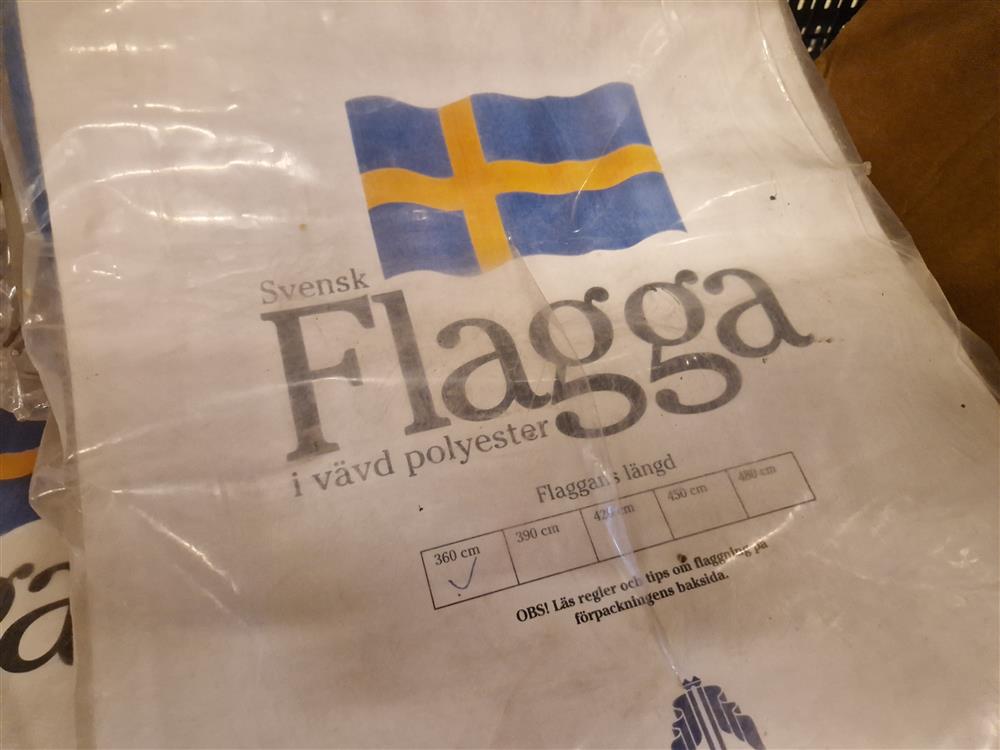 Svensk
Flagga
i vävd polyester
Flaggans längd
360 cm 390 cm 420 cm 450 cm 480 cm
OBS! Läs regler och tips om flaggning på
förpackningens baksida.
a